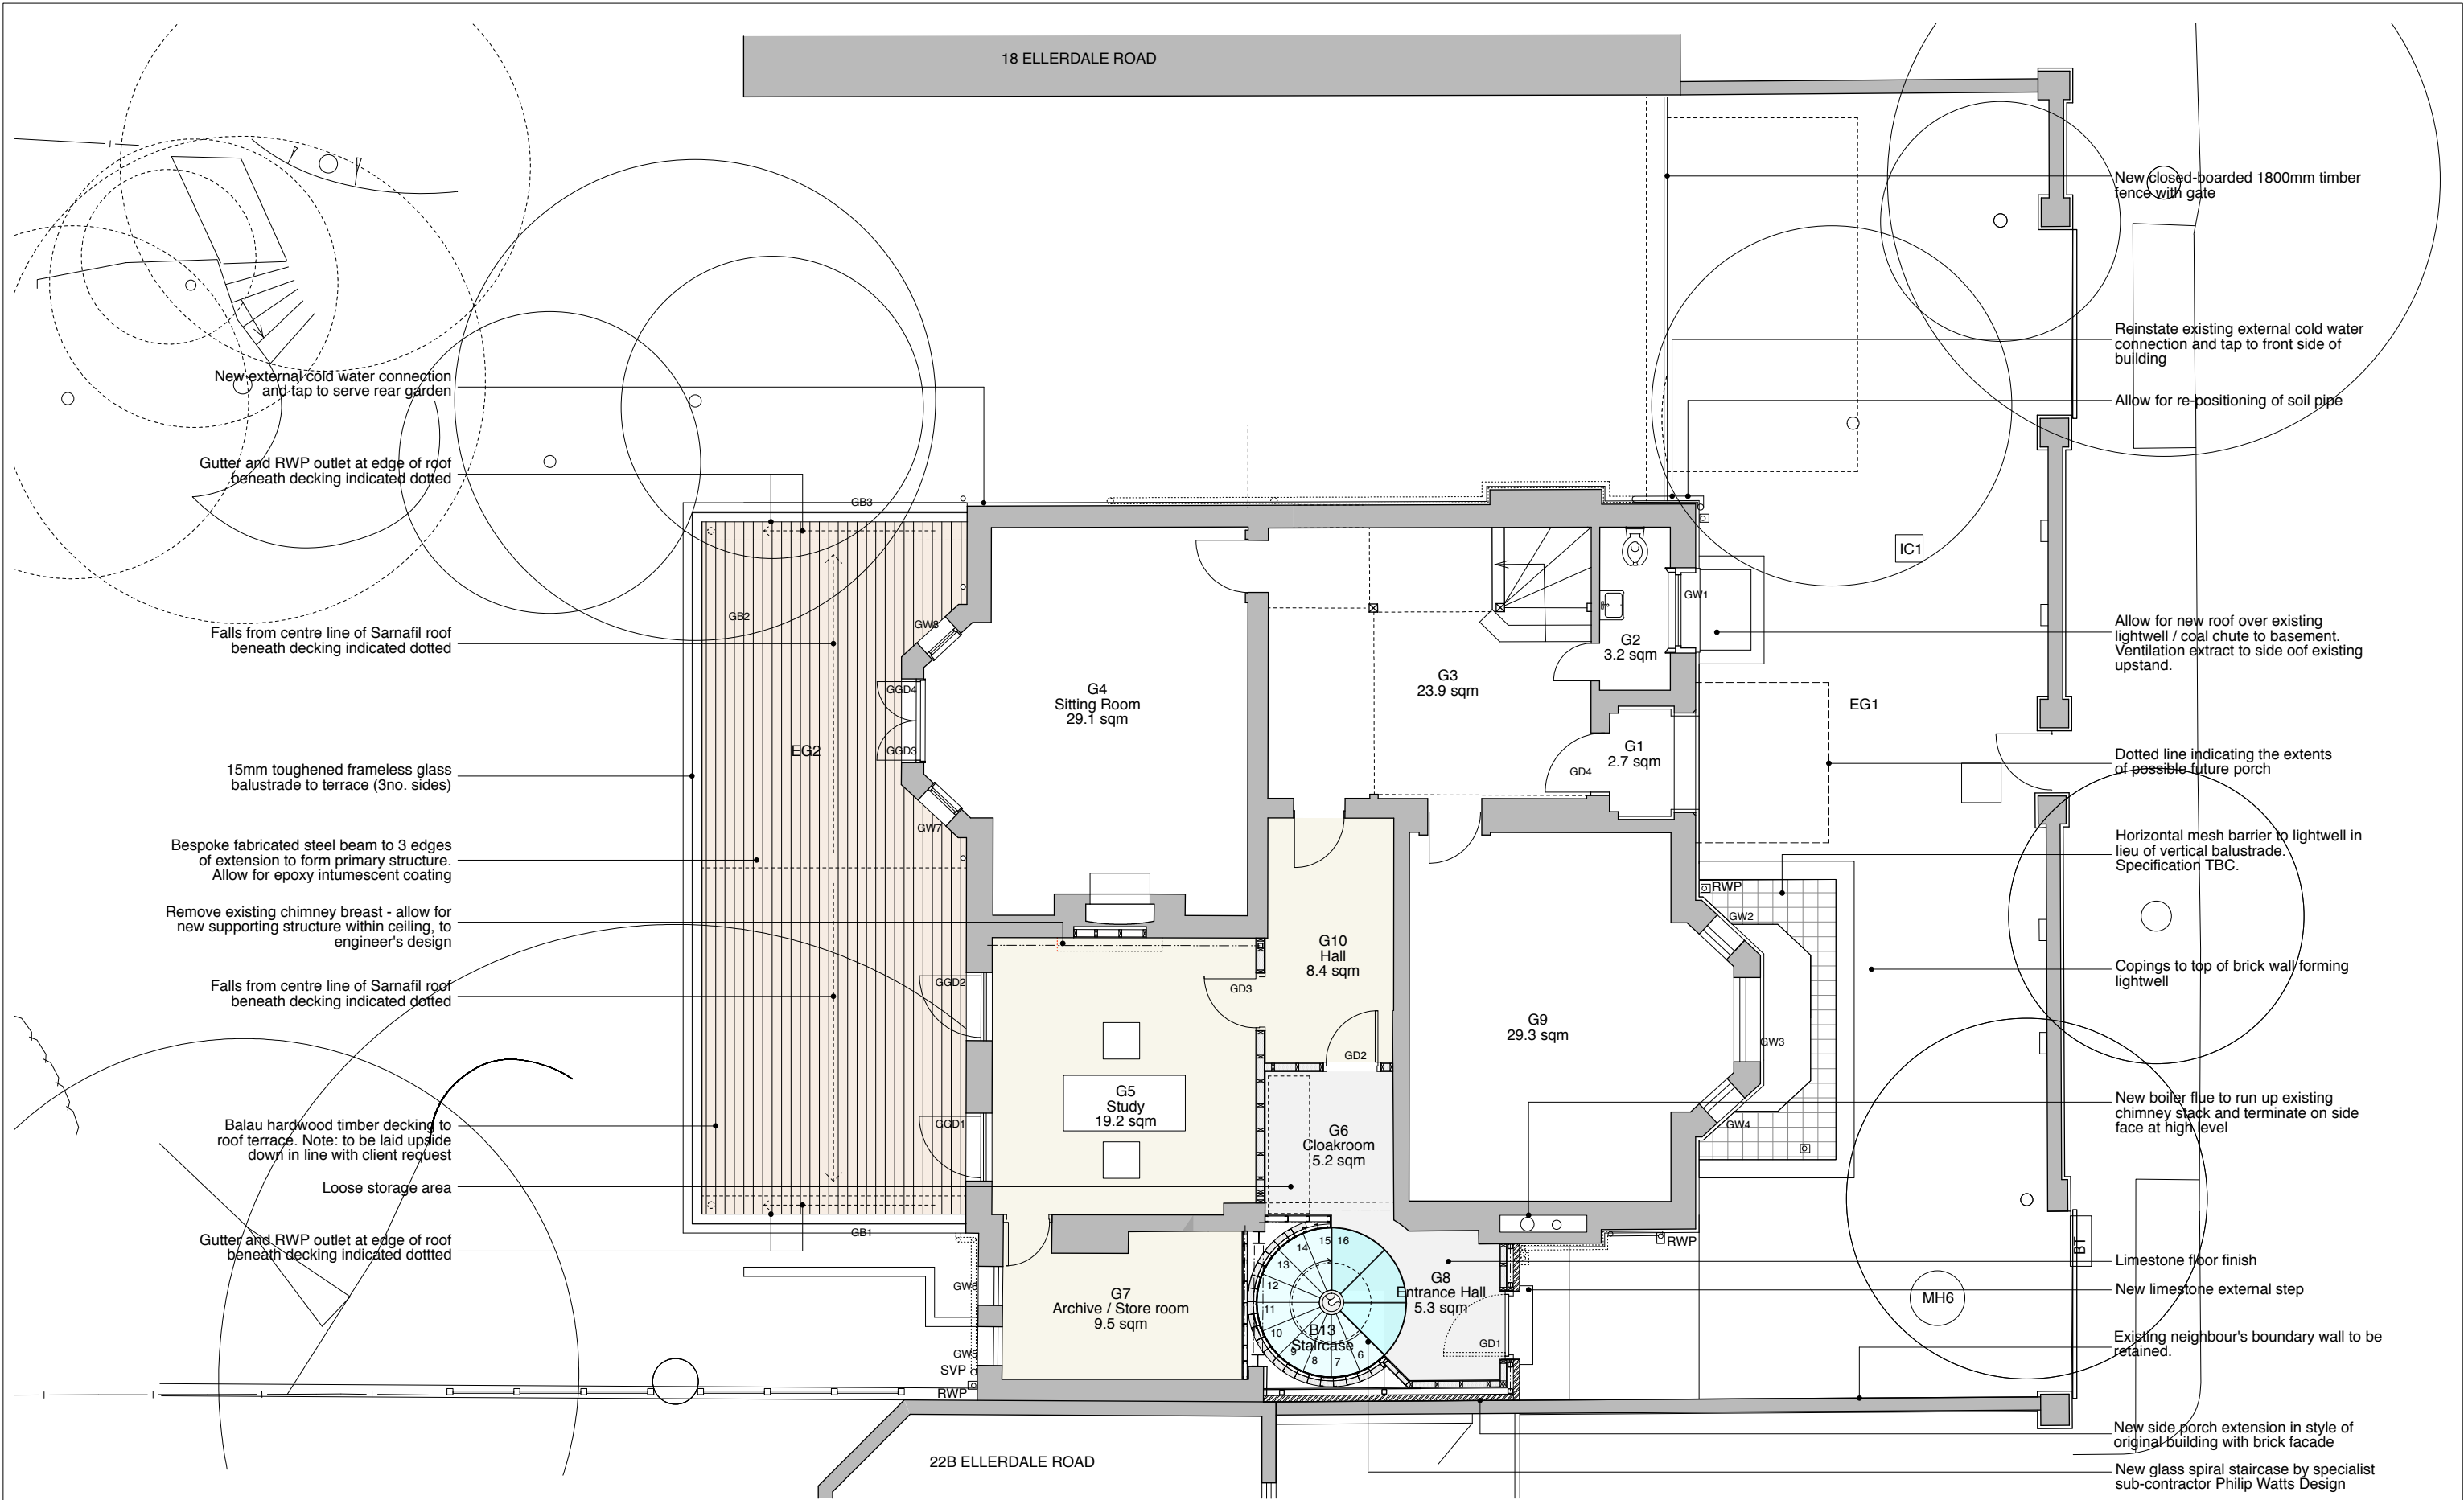 18 ELLERDALE ROAD
New closed-boarded 1800mm timber
fence with gate
Reinstate existing external cold water
connection and tap to front side of
building
New external cold water connection
and tap to serve rear garden
Allow for re-positioning of soil pipe
Gutter and RWP outlet at edge of roof
beneath decking indicated dotted
GB3
IC1
GB2
GW8
GW1
Falls from centre line of Sarnafil roof
beneath decking indicated dotted
Allow for new roof over existing
lightwell / coal chute to basement.
Ventilation extract to side oof existing
upstand.
G2
3.2 sqm
G3
23.9 sqm
G4
Sitting Room
29.1 sqm
GGD4
EG1
EG2
GGD3
G1
2.7 sqm
GD4
Dotted line indicating the extents
of possible future porch
15mm toughened frameless glass
balustrade to terrace (3no. sides)
GW7
Bespoke fabricated steel beam to 3 edges
of extension to form primary structure.
Allow for epoxy intumescent coating
Horizontal mesh barrier to lightwell in
lieu of vertical balustrade.
Specification TBC.
RWP
GW2
Remove existing chimney breast - allow for
new supporting structure within ceiling, to
engineer's design
G10
Hall
8.4 sqm
Copings to top of brick wall forming
lightwell
Falls from centre line of Sarnafil roof
beneath decking indicated dotted
GGD2
GD3
G9
29.3 sqm
GW3
GD2
G5
Study
19.2 sqm
New boiler flue to run up existing
chimney stack and terminate on side
face at high level
GGD1
GW4
Balau hardwood timber decking to
roof terrace. Note: to be laid upside
down in line with client request
G6
Cloakroom
5.2 sqm
Loose storage area
GB1
RWP
BT
Gutter and RWP outlet at edge of roof
beneath decking indicated dottted
Limestone floor finish
15
16
14
13
12
11
10
9
8
7
6
G8
Entrance Hall
5.3 sqm
New limestone external step
MH6
GW6
G7
Archive / Store room
9.5 sqm
B13
Staircase
GD1
Existing neighbour's boundary wall to be
retained.
GW5
SVP
RWP
New side porch extension in style of
original building with brick facade
22B ELLERDALE ROAD
New glass spiral staircase by specialist
sub-contractor Philip Watts Design